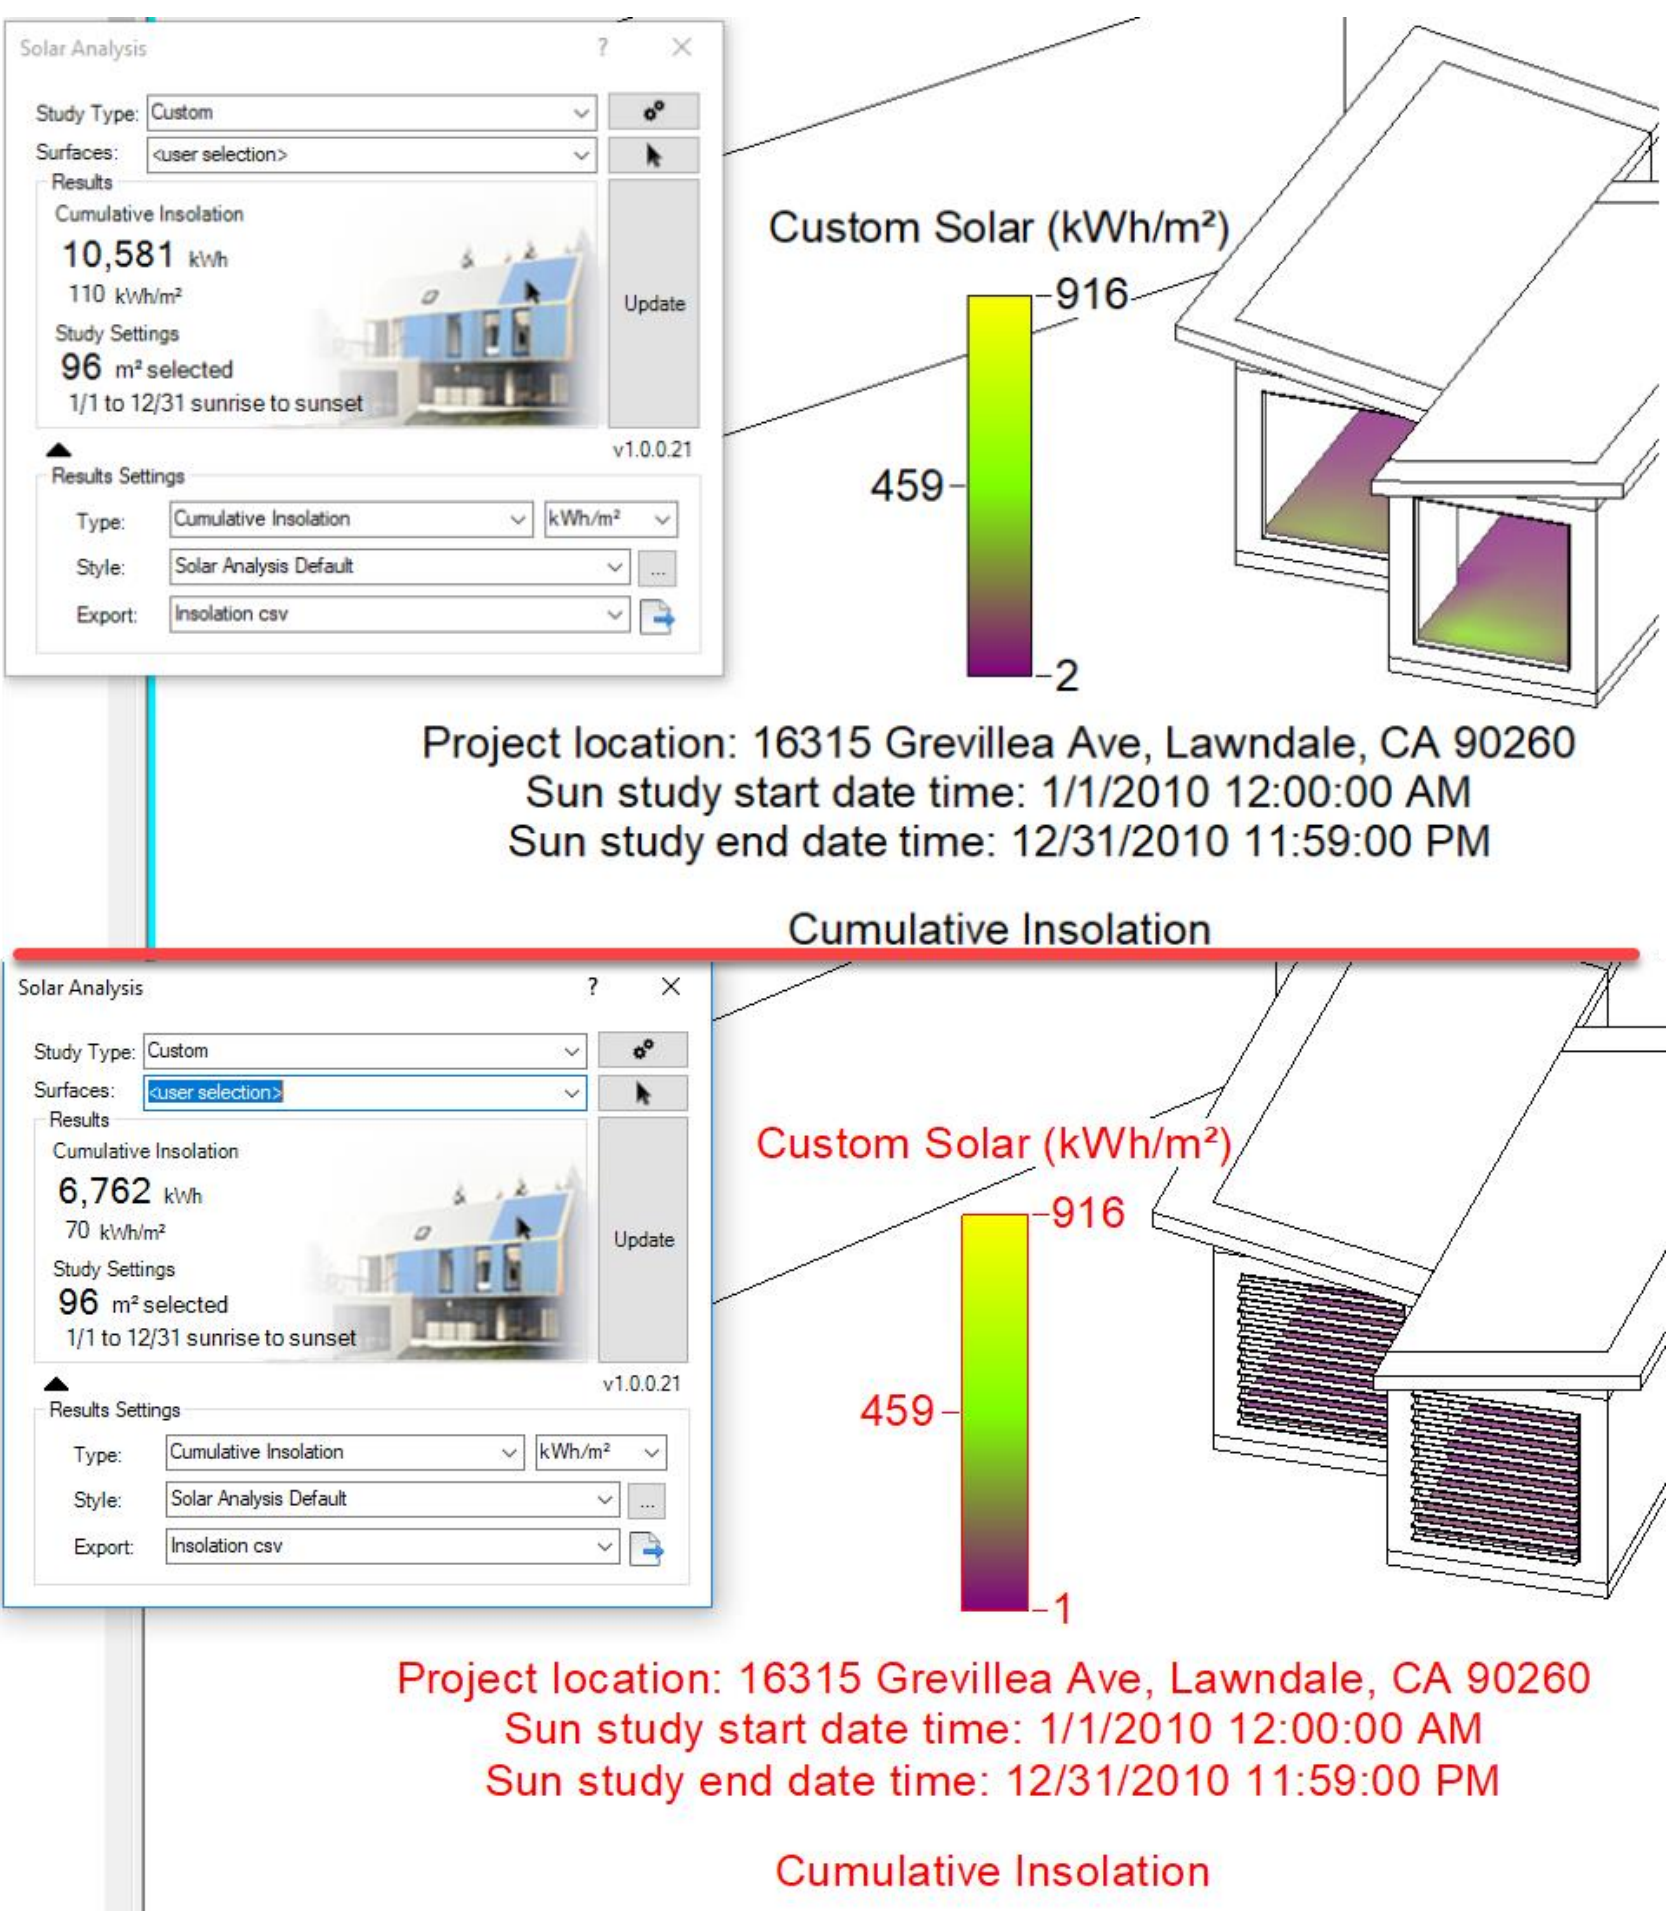 Solar Analysis ? ×
Study Type: Custom
Surfaces: <user selection>
Results
Cumulative Insolation
10,581 kWh
110 kWh/m²
Study Settings
96 m² selected
1/1 to 12/31 sunrise to sunset
Update
v1.0.0.21
Results Settings
Type: Cumulative Insolation kWh/m²
Style: Solar Analysis Default ...
Export: Insolation csv
Custom Solar (kWh/m²)
916
459
2
Project location: 16315 Grevillea Ave, Lawndale, CA 90260
Sun study start date time: 1/1/2010 12:00:00 AM
Sun study end date time: 12/31/2010 11:59:00 PM
Cumulative Insolation
Solar Analysis ? ×
Study Type: Custom
Surfaces: <user selection>
Results
Cumulative Insolation
6,762 kWh
70 kWh/m²
Study Settings
96 m² selected
1/1 to 12/31 sunrise to sunset
Update
v1.0.0.21
Results Settings
Type: Cumulative Insolation kWh/m²
Style: Solar Analysis Default ...
Export: Insolation csv
Custom Solar (kWh/m²)
916
459
1
Project location: 16315 Grevillea Ave, Lawndale, CA 90260
Sun study start date time: 1/1/2010 12:00:00 AM
Sun study end date time: 12/31/2010 11:59:00 PM
Cumulative Insolation